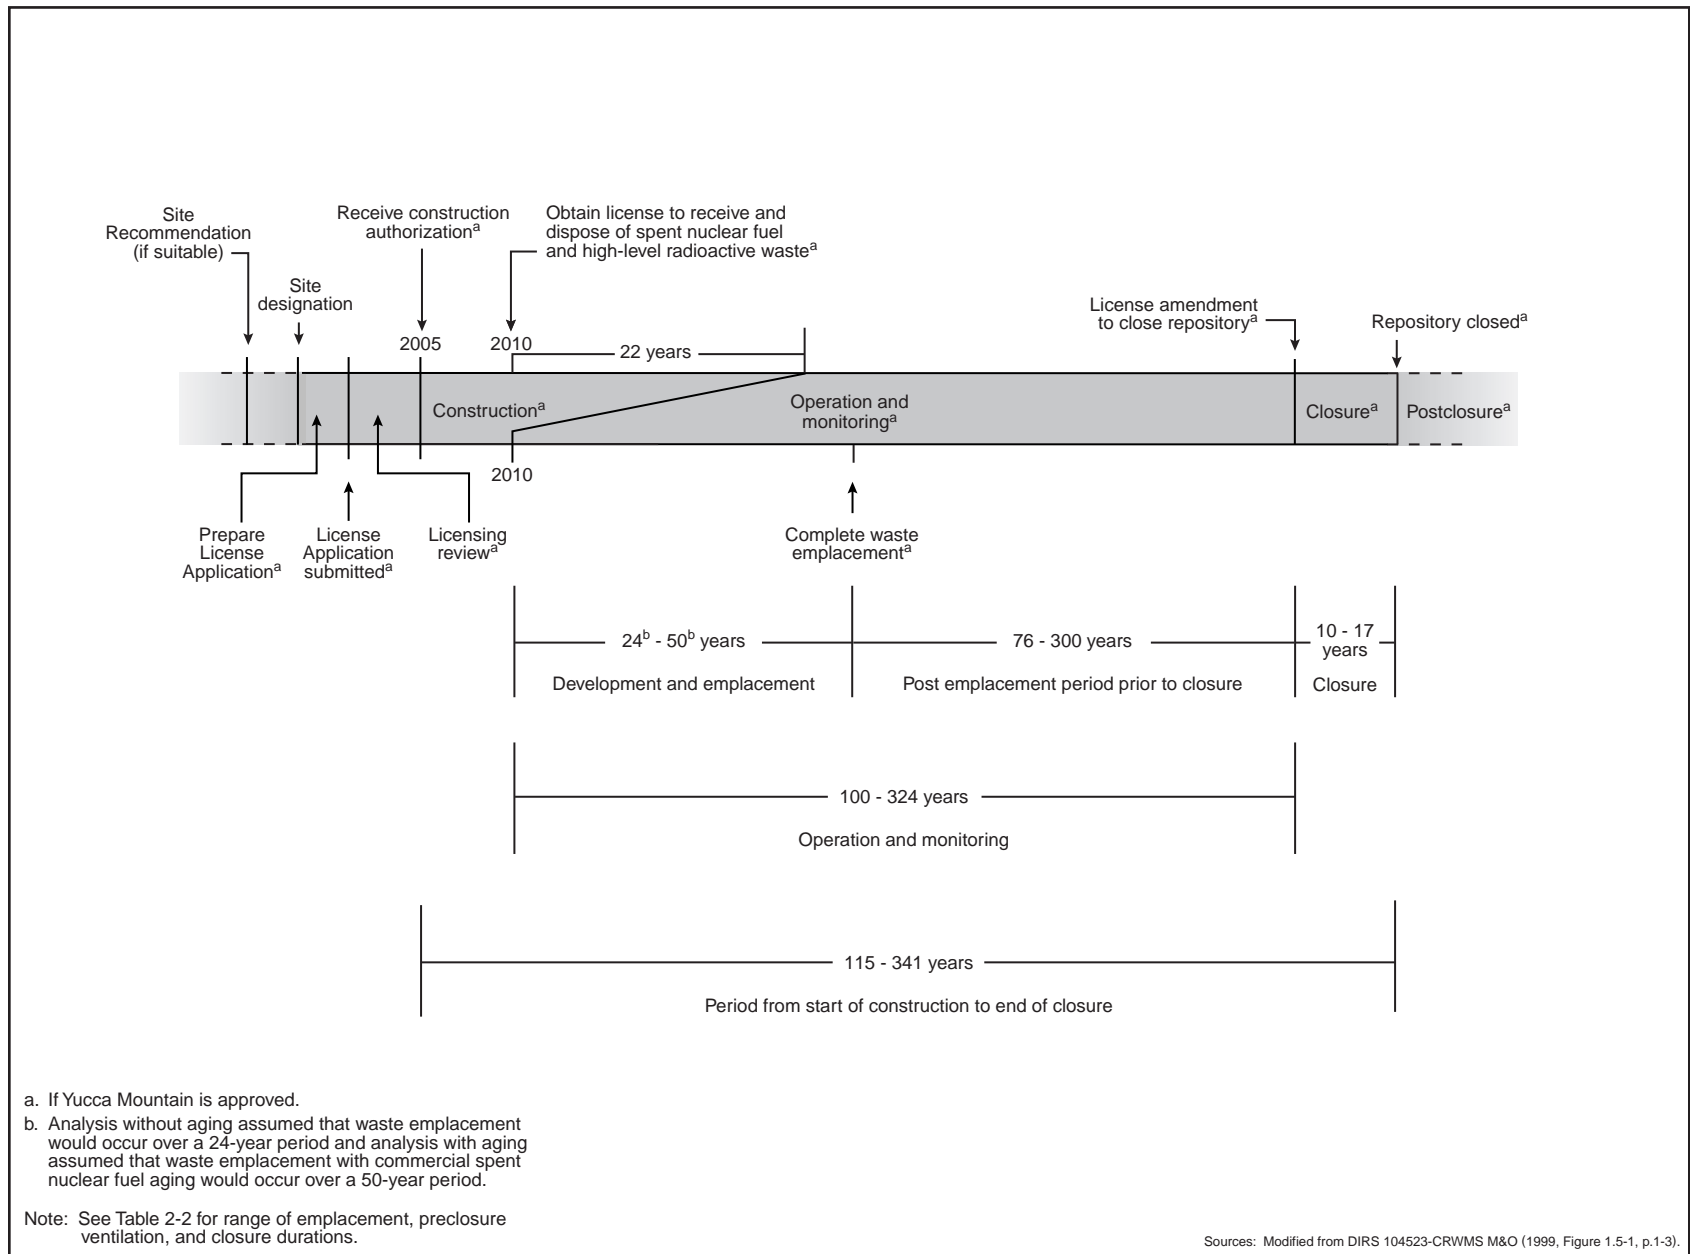 Site
Recommendation
(if suitable)
Site
designation
Receive construction
authorizationa
2005
Obtain license to receive and
dispose of spent nuclear fuel
and high-level radioactive wastea
2010
22 years
License amendment
to close repositorya
Repository closeda
Constructiona
Operation and
monitoringa
Closurea
Postclosurea
2010
Prepare
License
Applicationa
License
Application
submitteda
Licensing
reviewa
Complete waste
emplacementa
24b - 50b years
Development and emplacement
76 - 300 years
Post emplacement period prior to closure
10 - 17
years
Closure
100 - 324 years
Operation and monitoring
115 - 341 years
Period from start of construction to end of closure
a. If Yucca Mountain is approved.
b. Analysis without aging assumed that waste emplacement
would occur over a 24-year period and analysis with aging
assumed that waste emplacement with commercial spent
nuclear fuel aging would occur over a 50-year period.
Note: See Table 2-2 for range of emplacement, preclosure
ventilation, and closure durations.
Sources: Modified from DIRS 104523-CRWMS M&O (1999, Figure 1.5-1, p.1-3).